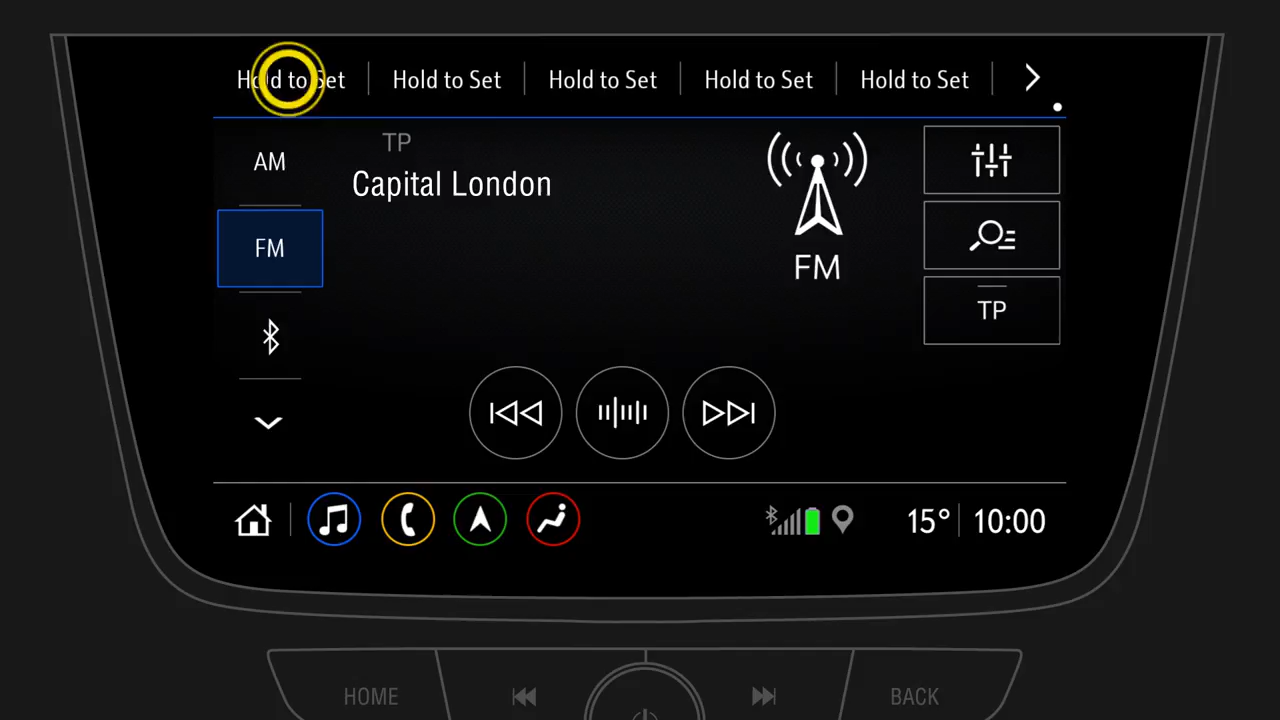 Hold to Set Hold to Set Hold to Set Hold to Set Hold to Set
AM
TP
Capital London
FM
FM
TP
15° 10:00
HOME
BACK